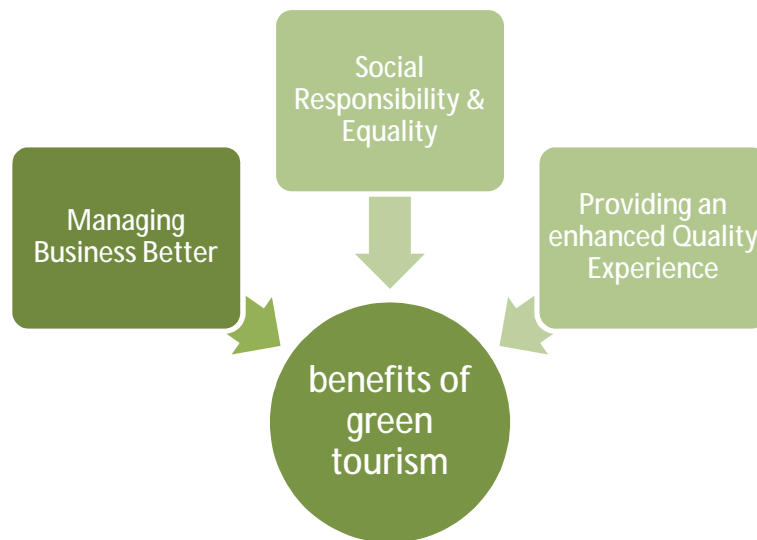 Social
Responsibility &
Equality
Managing
Business Better
Providing an
enhanced Quality
Experience
benefits of
green
tourism